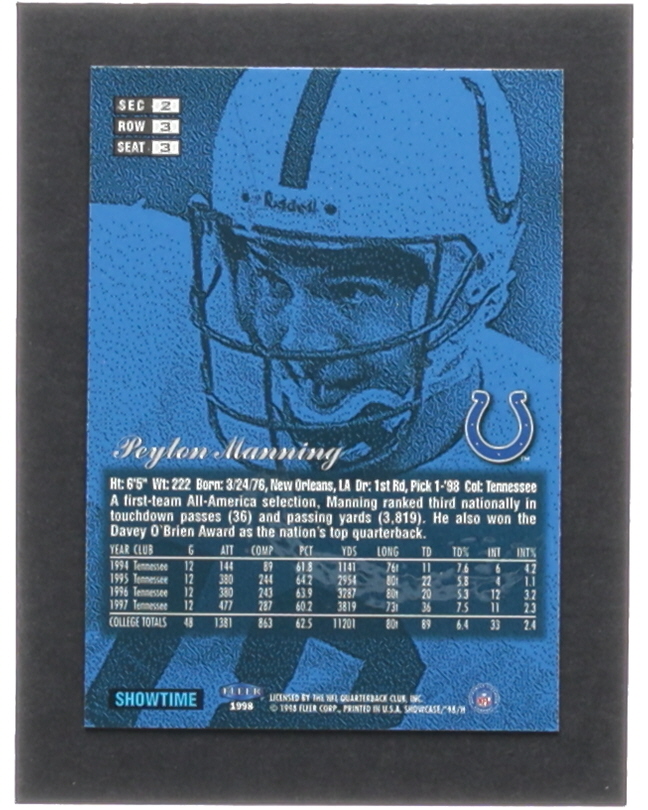 SEC 2
ROW 3
SEAT 3
Riddell
Peyton Manning
TM
Ht: 6'5" Wt: 222 Born: 3/24/76, New Orleans, LA Dr: 1st Rd, Pick 1-'98 Col: Tennessee
A first-team All-America selection, Manning ranked third nationally in
touchdown passes (36) and passing yards (3,819). He also won the
Davey O'Brien Award as the nation's top quarterback.
YEAR CLUB G ATT COMP PCT YDS LONG TD TD% INT INT%
1994 Tennessee 12 144 89 61.8 1141 76t 11 7.6 6 4.2
1995 Tennessee 12 380 244 64.2 2954 80t 22 5.8 4 1.1
1996 Tennessee 12 380 243 63.9 3287 80t 20 5.3 12 3.2
1997 Tennessee 12 477 287 60.2 3819 73t 36 7.5 11 2.3
COLLEGE TOTALS 48 1381 863 62.5 11201 80t 89 6.4 33 2.4
SHOWTIME
FLEER
1998
LICENSED BY THE NFL QUARTERBACK CLUB, INC.
© 1998 FLEER CORP., PRINTED IN U.S.A. SHOWCASE/'98/H
NFL